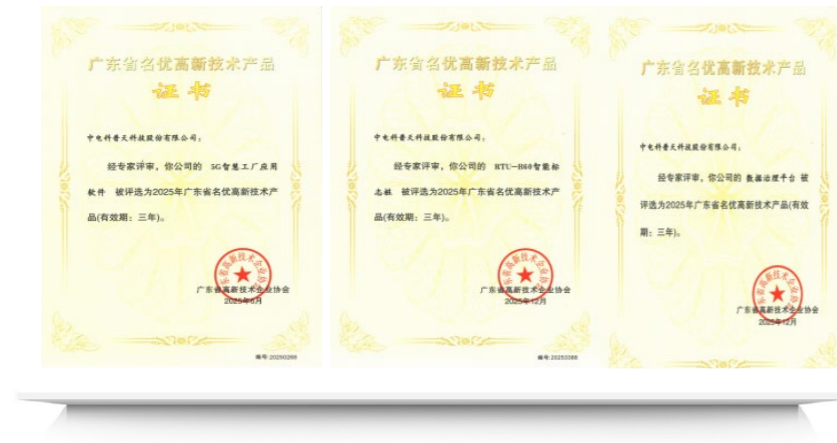 广东省名优高新技术产品
证书
中电科普天科技股份有限公司：
经专家评审，你公司的 5G智慧工厂应用
软件 被评选为2025年广东省名优高新技术产
品(有效期：三年)。
广东省高新技术企业协会
2025年8月
编号:20250268
广东省名优高新技术产品
证书
中电科普天科技股份有限公司：
经专家评审，你公司的 RTU-B60智能标
志桩 被评选为2025年广东省名优高新技术产
品(有效期：三年)。
广东省高新技术企业协会
2025年12月
编号:20253388
广东省名优高新技术产品
证书
中电科普天科技股份有限公司：
经专家评审，你公司的 数据治理平台 被
评选为2025年广东省名优高新技术产品(有效
期：三年)。
广东省高新技术企业协会
2025年12月